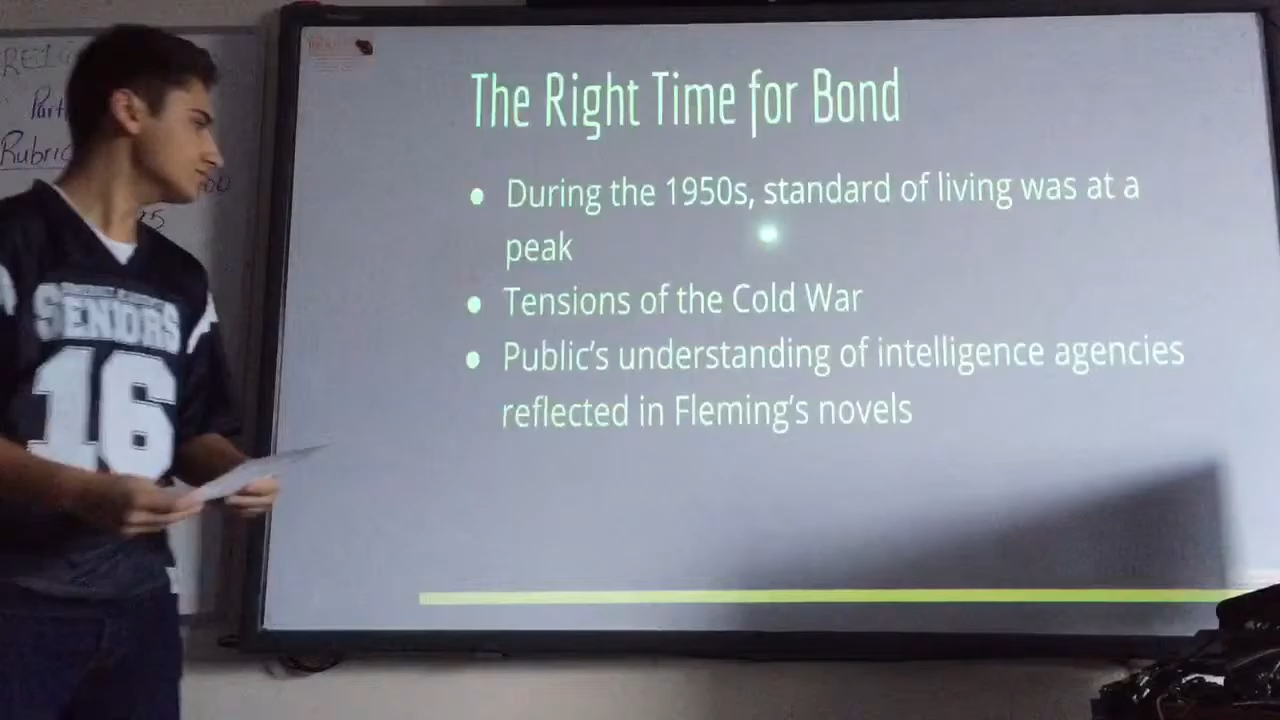 The Right Time for Bond
• During the 1950s, standard of living was at a
peak
• Tensions of the Cold War
• Public's understanding of intelligence agencies
reflected in Fleming's novels
Rubric
SENIORS
16